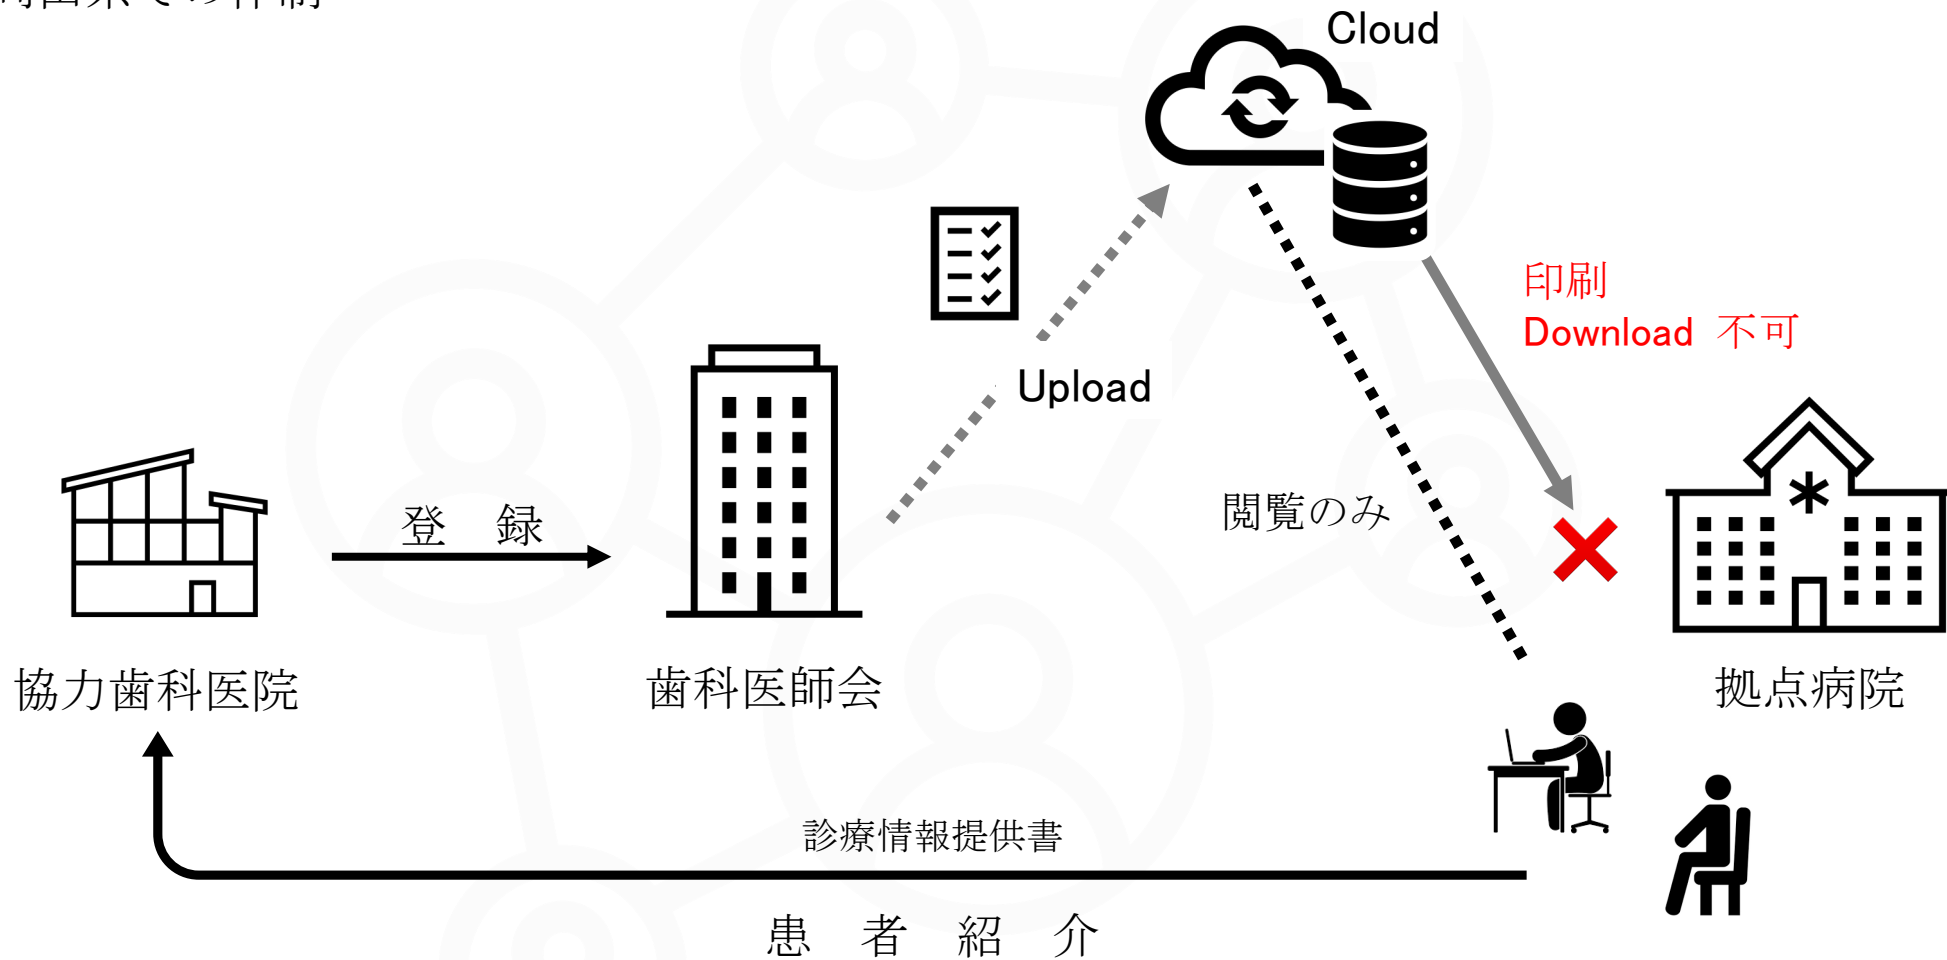 Cloud
印刷
Download 不可
Upload
閲覧のみ
登 録
協力歯科医院
歯科医師会
拠点病院
診療情報提供書
患 者 紹 介